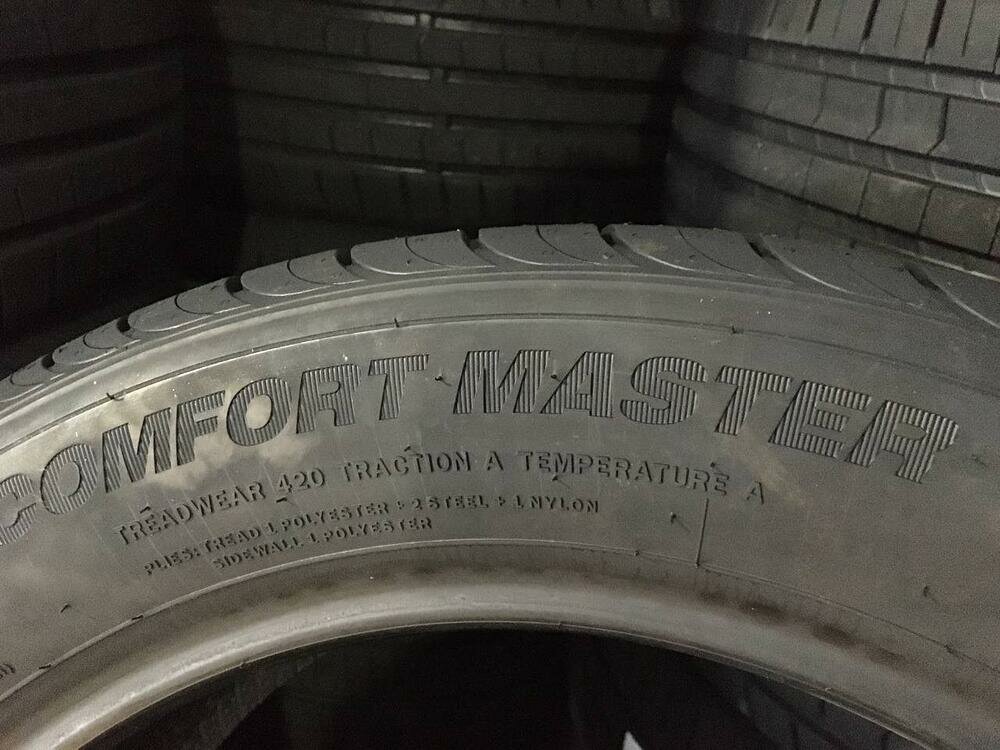 COMFORT MASTER
TREADWEAR 420 TRACTION A TEMPERATURE A
PLIES: TREAD 1 POLYESTER + 2 STEEL + 1 NYLON
SIDEWALL 1 POLYESTER